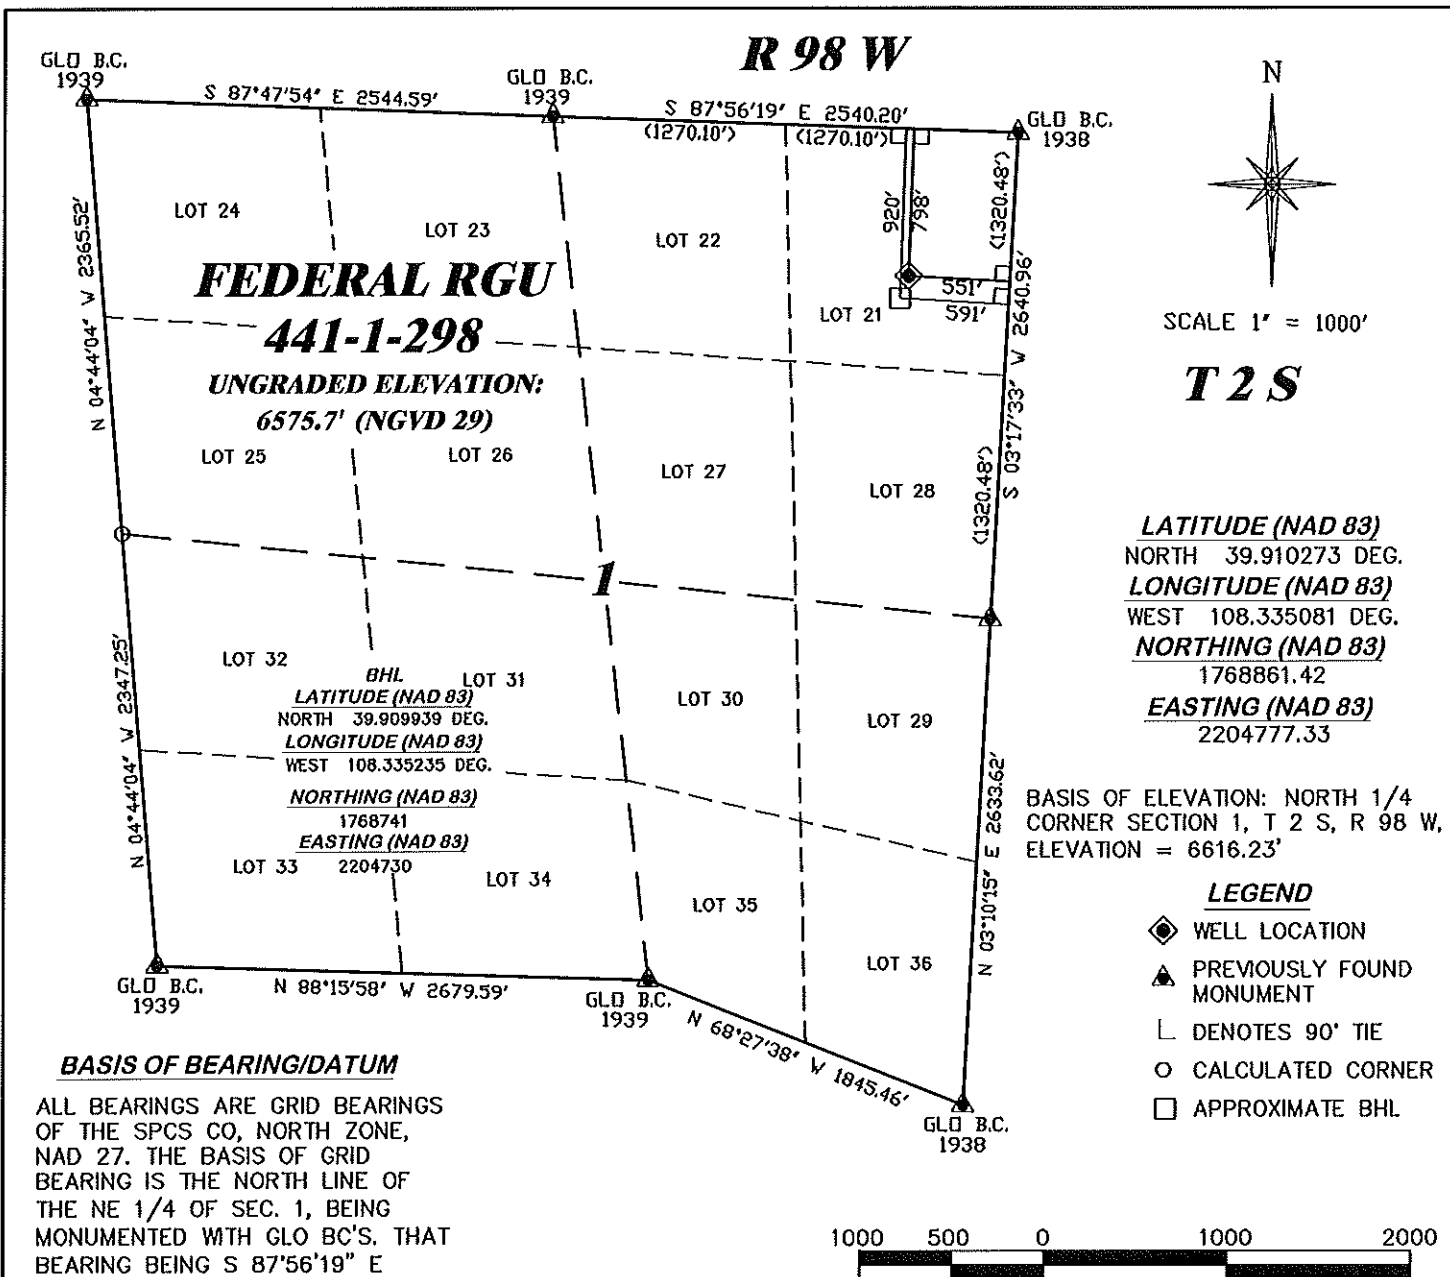 R 98 W
GLO B.C.
1939
S 87°47'54" E 2544.59'
GLO B.C.
1939
S 87°56'19" E 2540.20'
(1270.10')
(1270.10')
GLO B.C.
1938
N
LOT 24
LOT 23
LOT 22
920'
798'
(1320.48')
N 04°44'04" W 2365.52'
FEDERAL RGU
441-1-298
UNGRADED ELEVATION:
6575.7' (NGVD 29)
551'
591'
LOT 21
S 03°17'33" W 2640.96'
SCALE 1" = 1000'
T 2 S
LOT 25
LOT 26
LOT 27
LOT 28
(1320.48')
LATITUDE (NAD 83)
NORTH 39.910273 DEG.
LONGITUDE (NAD 83)
WEST 108.335081 DEG.
NORTHING (NAD 83)
1768861.42
EASTING (NAD 83)
2204777.33
1
LOT 32
LOT 31
LOT 30
LOT 29
N 04°44'04" W 2347.25'
BHL
LATITUDE (NAD 83)
NORTH 39.909939 DEG.
LONGITUDE (NAD 83)
WEST 108.335235 DEG.
NORTHING (NAD 83)
1768741
EASTING (NAD 83)
2204730
N 03°10'15" E 2633.62'
BASIS OF ELEVATION: NORTH 1/4
CORNER SECTION 1, T 2 S, R 98 W,
ELEVATION = 6616.23'
LOT 33
LOT 34
LOT 35
LOT 36
GLO B.C.
1939
N 88°15'58" W 2679.59'
GLO B.C.
1939
N 68°27'38" W 1845.46'
GLO B.C.
1938
LEGEND
WELL LOCATION
PREVIOUSLY FOUND
MONUMENT
DENOTES 90° TIE
CALCULATED CORNER
APPROXIMATE BHL
BASIS OF BEARING/DATUM
ALL BEARINGS ARE GRID BEARINGS
OF THE SPCS CO, NORTH ZONE,
NAD 27. THE BASIS OF GRID
BEARING IS THE NORTH LINE OF
THE NE 1/4 OF SEC. 1, BEING
MONUMENTED WITH GLO BC'S. THAT
BEARING BEING S 87°56'19" E
1000 500 0 1000 2000